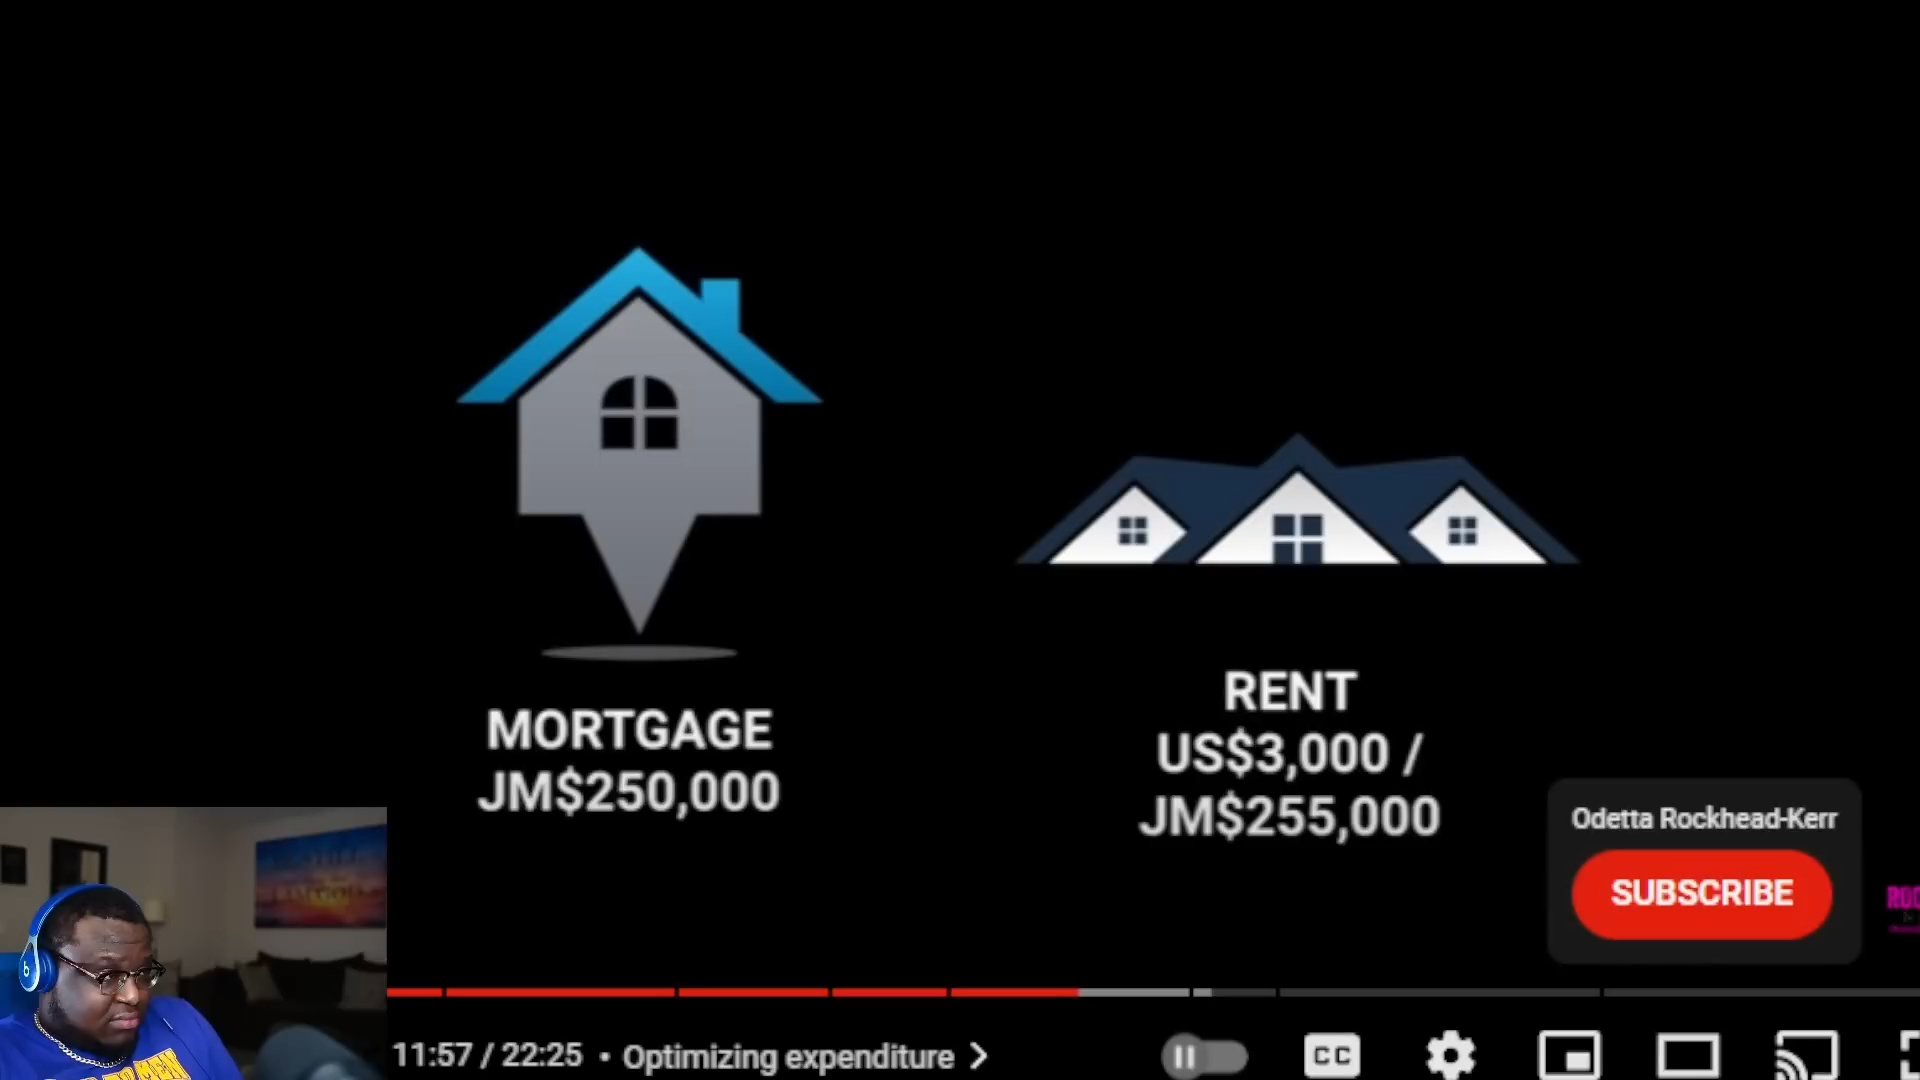 MORTGAGE
JM$250,000
RENT
US$3,000 /
JM$255,000
Odetta Rockhead-Kerr
SUBSCRIBE
11:57 / 22:25 • Optimizing expenditure >
CC